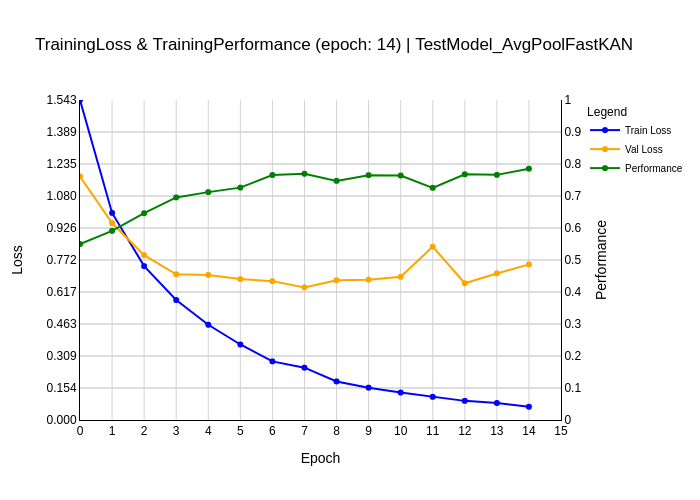 TrainingLoss & TrainingPerformance (epoch: 14) | TestModel_AvgPoolFastKAN
1.543
1.389
1.235
1.080
0.926
0.772
0.617
0.463
0.309
0.154
0.000
Loss
0 1 2 3 4 5 6 7 8 9 10 11 12 13 14 15
Epoch
1
0.9
0.8
0.7
0.6
0.5
0.4
0.3
0.2
0.1
0
Performance
Legend
Train Loss
Val Loss
Performance